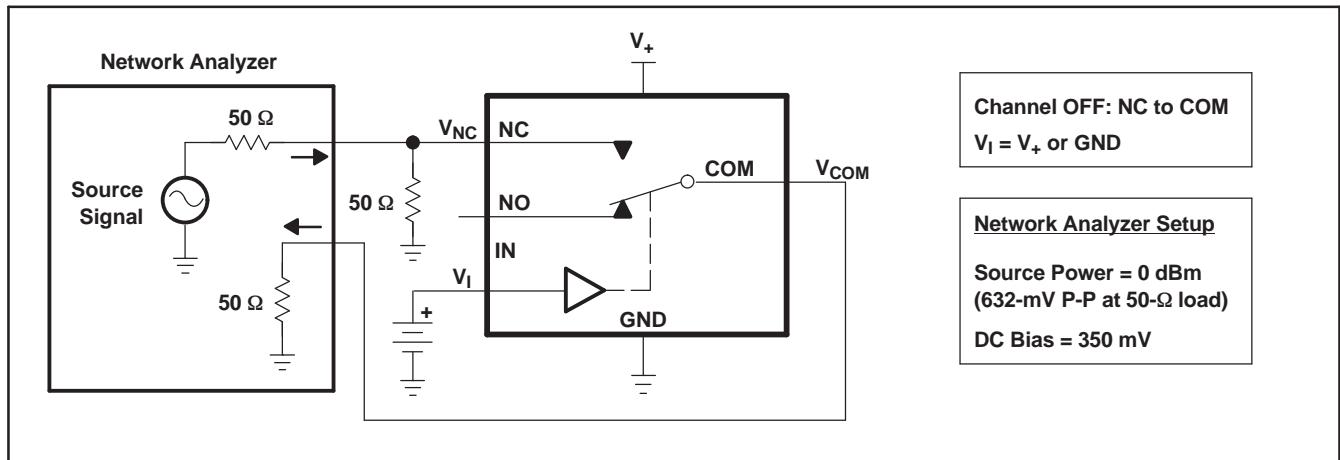 Network Analyzer
50 Ω
Source
Signal
50 Ω
50 Ω
V+
VNC
NC
NO
IN
VI
+
COM
VCOM
GND
Channel OFF: NC to COM
VI = V+ or GND
Network Analyzer Setup
Source Power = 0 dBm
(632-mV P-P at 50-Ω load)
DC Bias = 350 mV